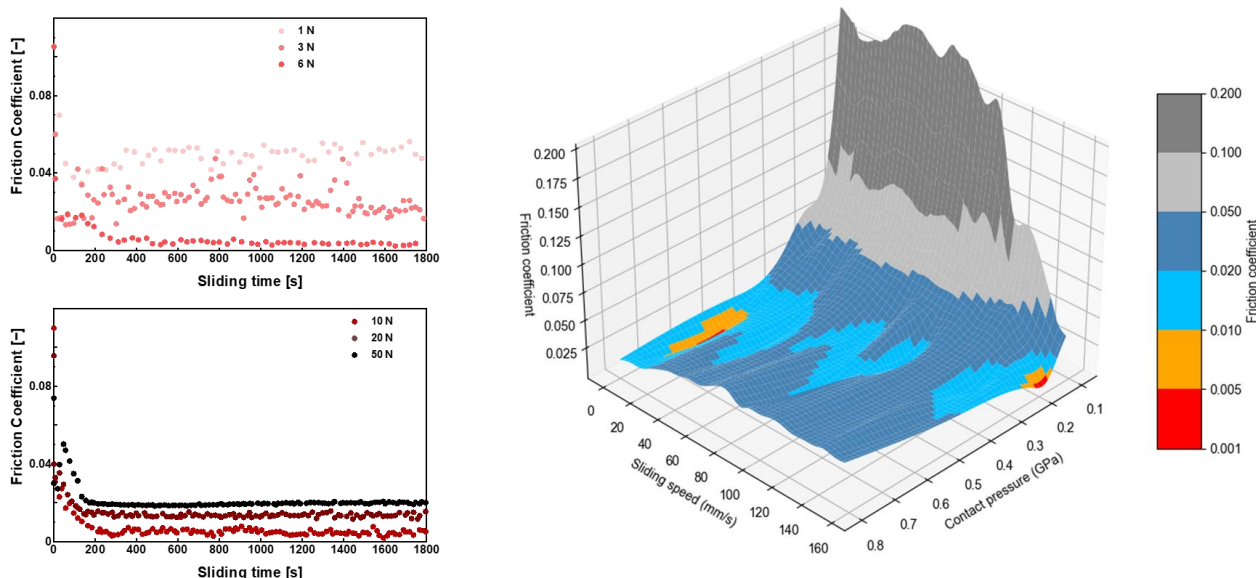 Friction Coefficient [−]
0.08
0.04
0
1 N
3 N
6 N
0 200 400 600 800 1000 1200 1400 1600 1800
Sliding time [s]
Friction Coefficient [−]
0.08
0.04
0
10 N
20 N
50 N
0 200 400 600 800 1000 1200 1400 1600 1800
Sliding time [s]
Friction coefficient
0.200
0.175
0.150
0.125
0.100
0.075
0.050
0.025
0 20 40 60 80 100 120 140 160
Sliding speed (mm/s)
0.8 0.7 0.6 0.5 0.4 0.3 0.2 0.1
Contact pressure (GPa)
0.200
0.100
0.050
0.020
0.010
0.005
0.001
Friction coefficient